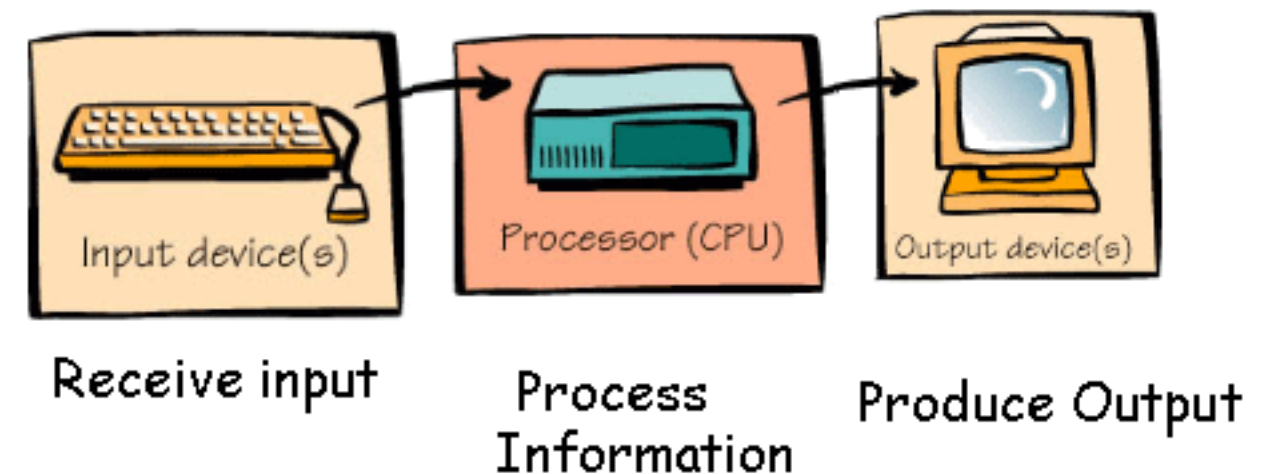 Input device(s)
Processor (CPU)
Output device(s)
Receive input
Process
Information
Produce Output